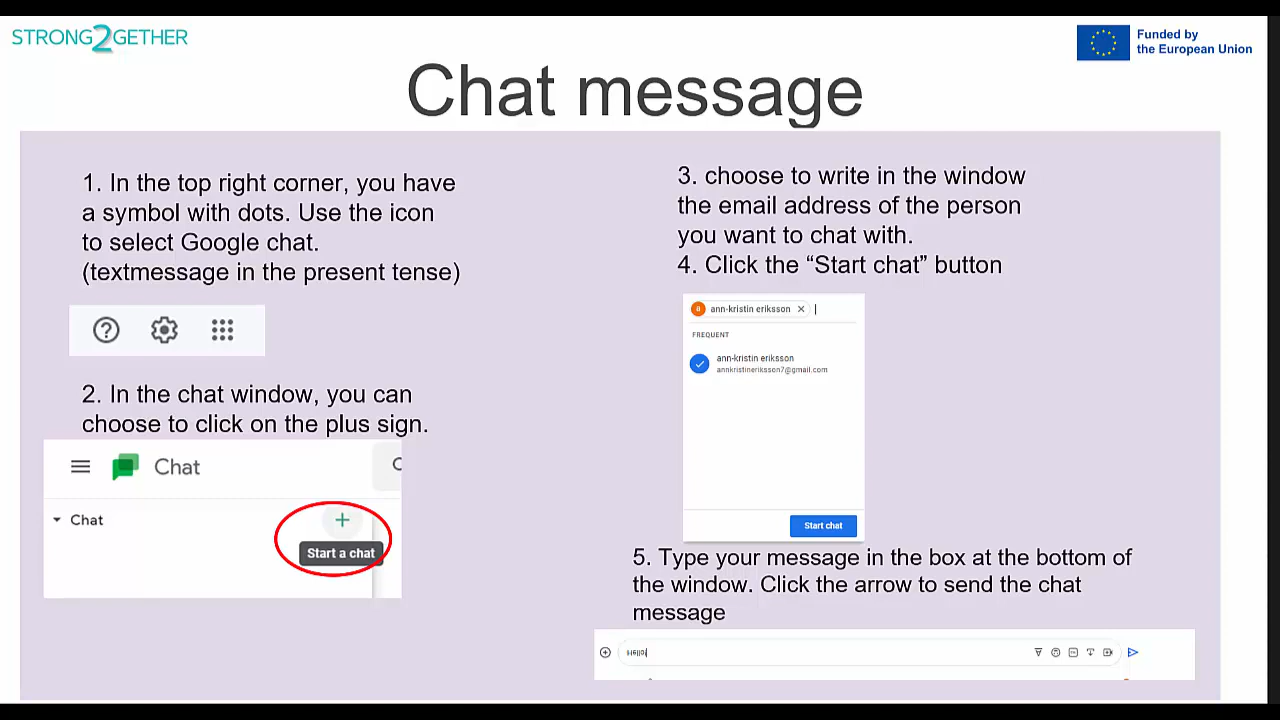 STRONG2GETHER
Funded by
the European Union
Chat message
1. In the top right corner, you have
a symbol with dots. Use the icon
to select Google chat.
(textmessage in the present tense)
2. In the chat window, you can
choose to click on the plus sign.
Chat
Chat
Start a chat
3. choose to write in the window
the email address of the person
you want to chat with.
4. Click the “Start chat” button
ann-kristin eriksson
FREQUENT
ann-kristin eriksson
annkristineriksson7@gmail.com
Start chat
5. Type your message in the box at the bottom of
the window. Click the arrow to send the chat
message